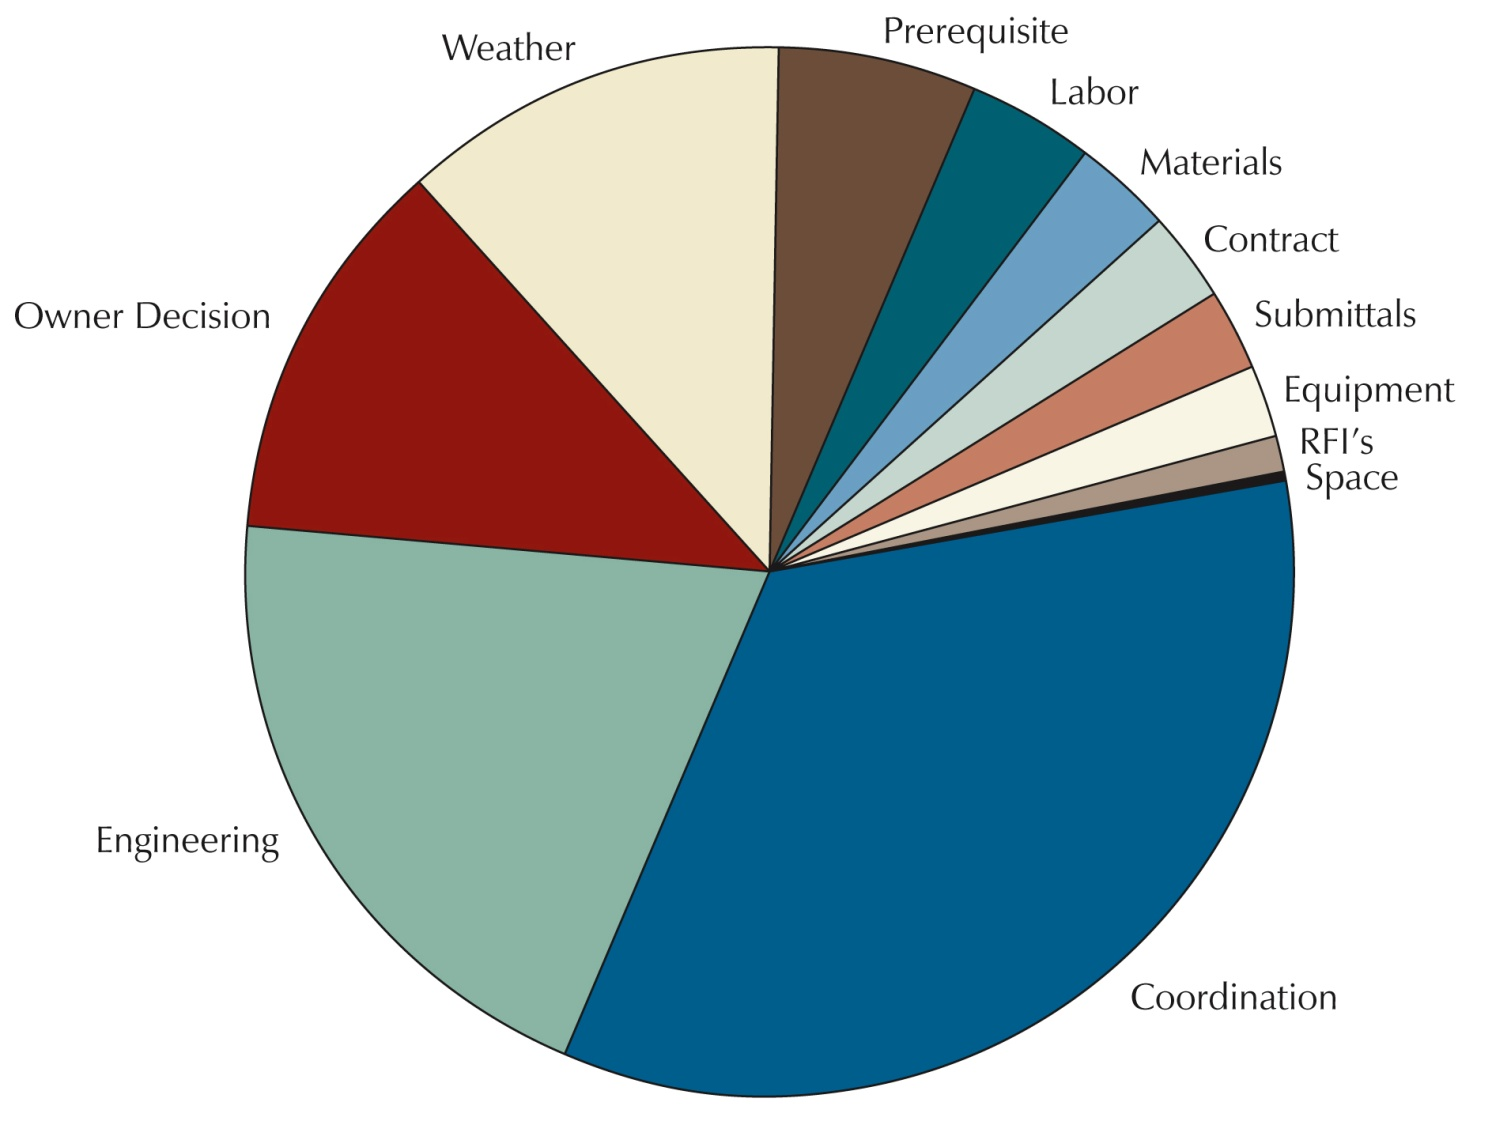 Prerequisite
Weather
Labor
Materials
Contract
Submittals
Owner Decision
Equipment
RFI’s
Space
Engineering
Coordination